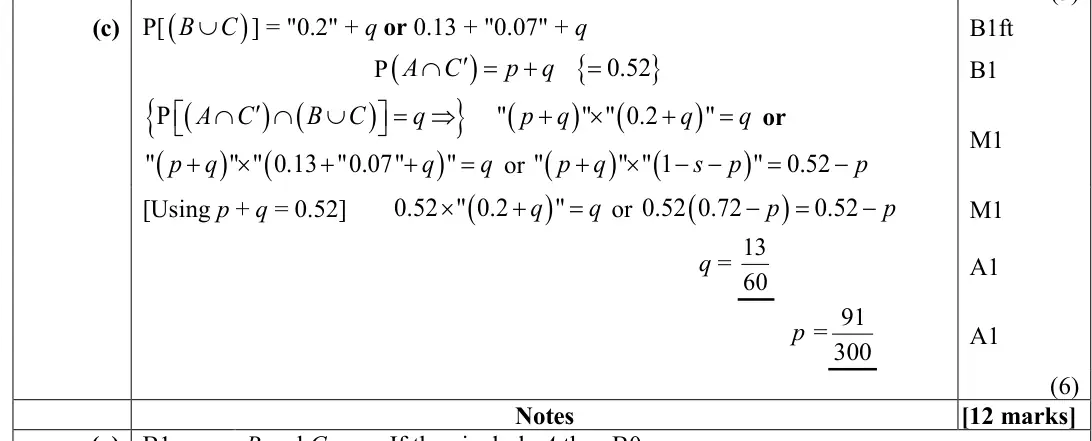 (c) P[(B∪C)] = "0.2" + q or 0.13 + "0.07" + q B1ft
P(A∩C′) = p + q {= 0.52} B1
{P[(A∩C′)∩(B∪C)] = q ⇒} "(p + q)"×"(0.2 + q)" = q or
"(p + q)"×"(0.13 + "0.07" + q)" = q or "(p + q)"×"(1 − s − p)" = 0.52 − p M1
[Using p + q = 0.52] 0.52×"(0.2 + q)" = q or 0.52(0.72 − p) = 0.52 − p M1
q = 13/60 A1
p = 91/300 A1
(6)
Notes [12 marks]